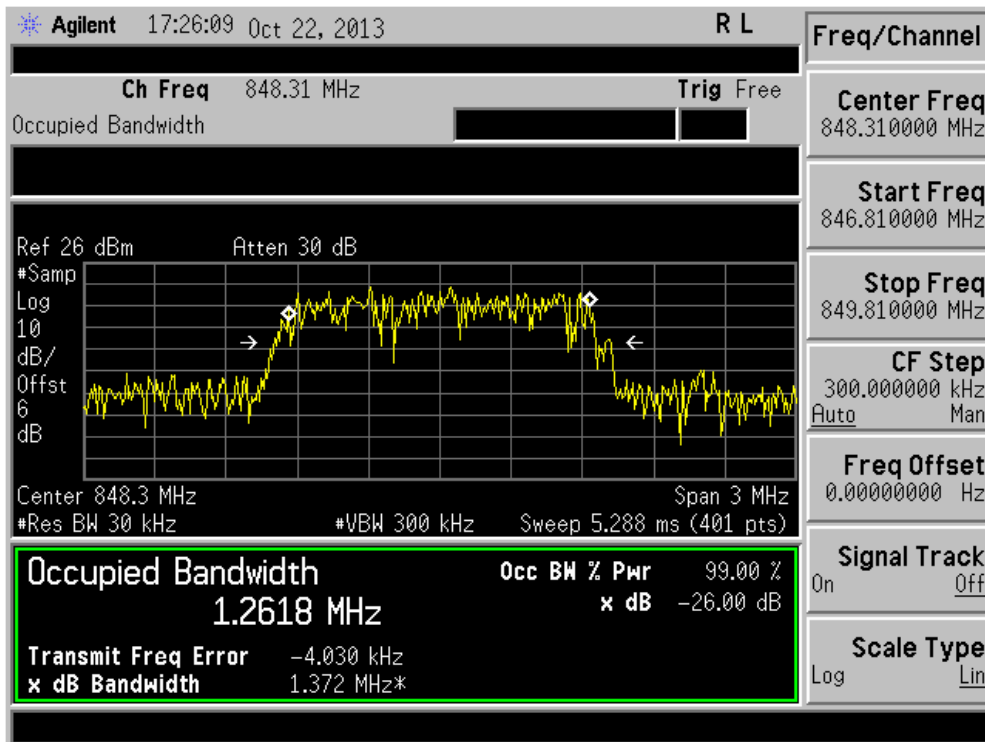 Agilent 17:26:09 Oct 22, 2013 R L
Freq/Channel
Ch Freq 848.31 MHz Trig Free
Occupied Bandwidth
Center Freq
848.310000 MHz
Start Freq
846.810000 MHz
Stop Freq
849.810000 MHz
CF Step
300.000000 kHz
Auto Man
Freq Offset
0.00000000 Hz
Signal Track
On Off
Scale Type
Log Lin
Ref 26 dBm Atten 30 dB
#Samp
Log
10
dB/
Offst
6
dB
Center 848.3 MHz Span 3 MHz
#Res BW 30 kHz #VBW 300 kHz Sweep 5.288 ms (401 pts)
Occupied Bandwidth Occ BW % Pwr 99.00 %
1.2618 MHz x dB -26.00 dB
Transmit Freq Error -4.030 kHz
x dB Bandwidth 1.372 MHz*